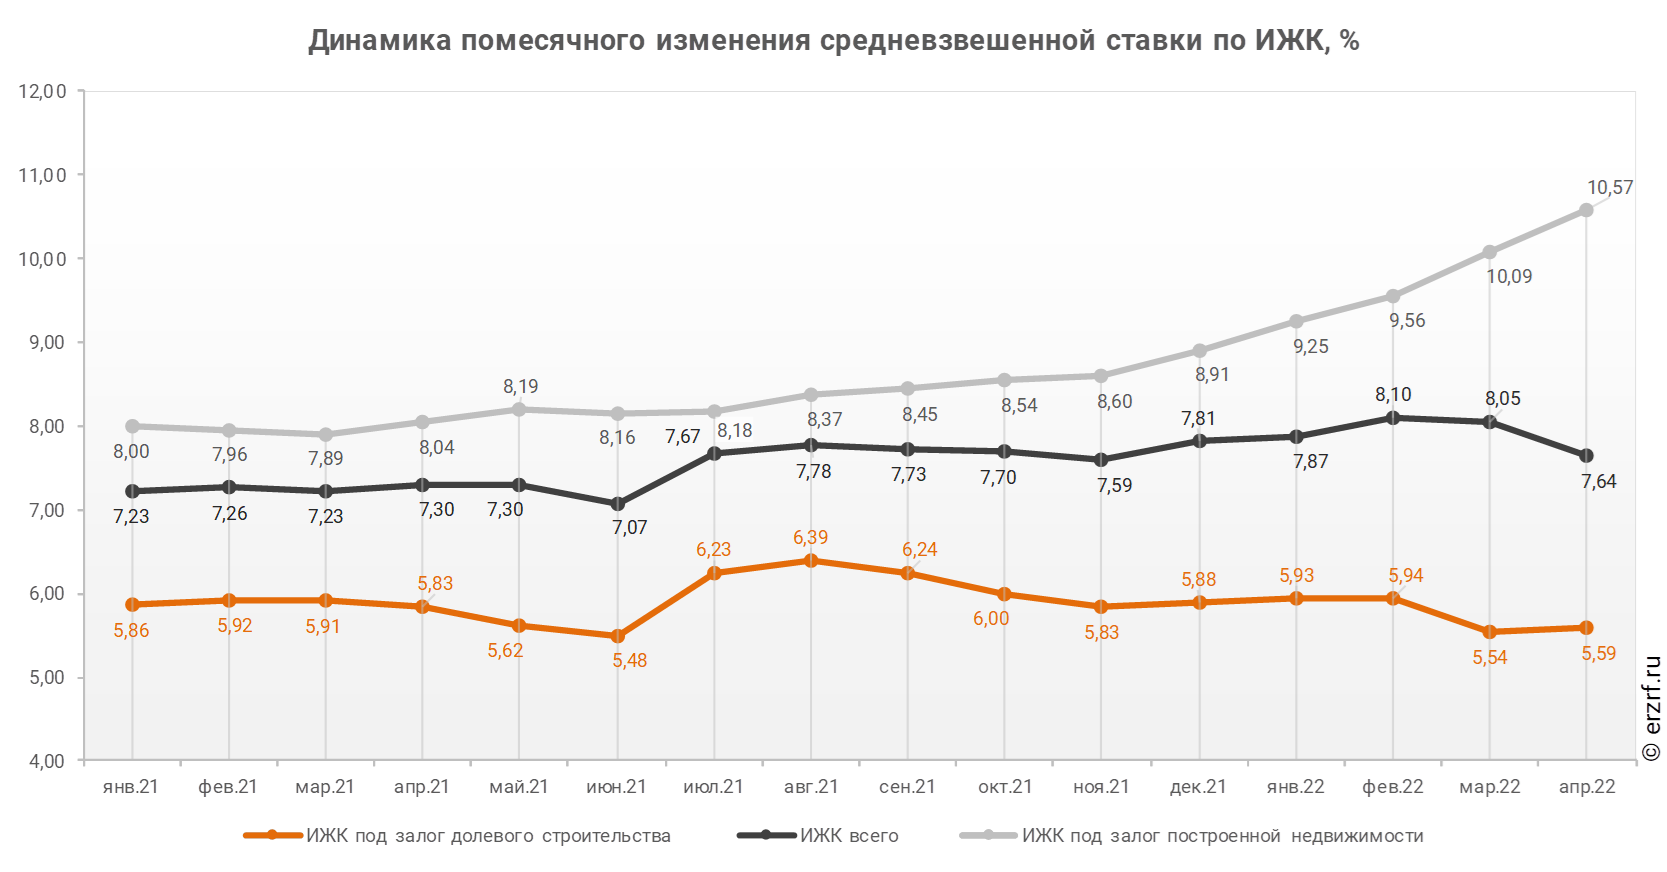 Динамика помесячного изменения средневзвешенной ставки по ИЖК, %
12,00
11,00
10,00
9,00
8,00
7,00
6,00
5,00
4,00
8,00 7,96 7,89 8,04 8,19 8,16 8,18 8,37 8,45 8,54 8,60 8,91 9,25 9,56 10,09 10,57
7,23 7,26 7,23 7,30 7,30 7,07 7,67 7,78 7,73 7,70 7,59 7,81 7,87 8,10 8,05 7,64
5,86 5,92 5,91 5,83 5,62 5,48 6,23 6,39 6,24 6,00 5,83 5,88 5,93 5,94 5,54 5,59
янв.21 фев.21 мар.21 апр.21 май.21 июн.21 июл.21 авг.21 сен.21 окт.21 ноя.21 дек.21 янв.22 фев.22 мар.22 апр.22
ИЖК под залог долевого строительства ИЖК всего ИЖК под залог построенной недвижимости
© erzrf.ru